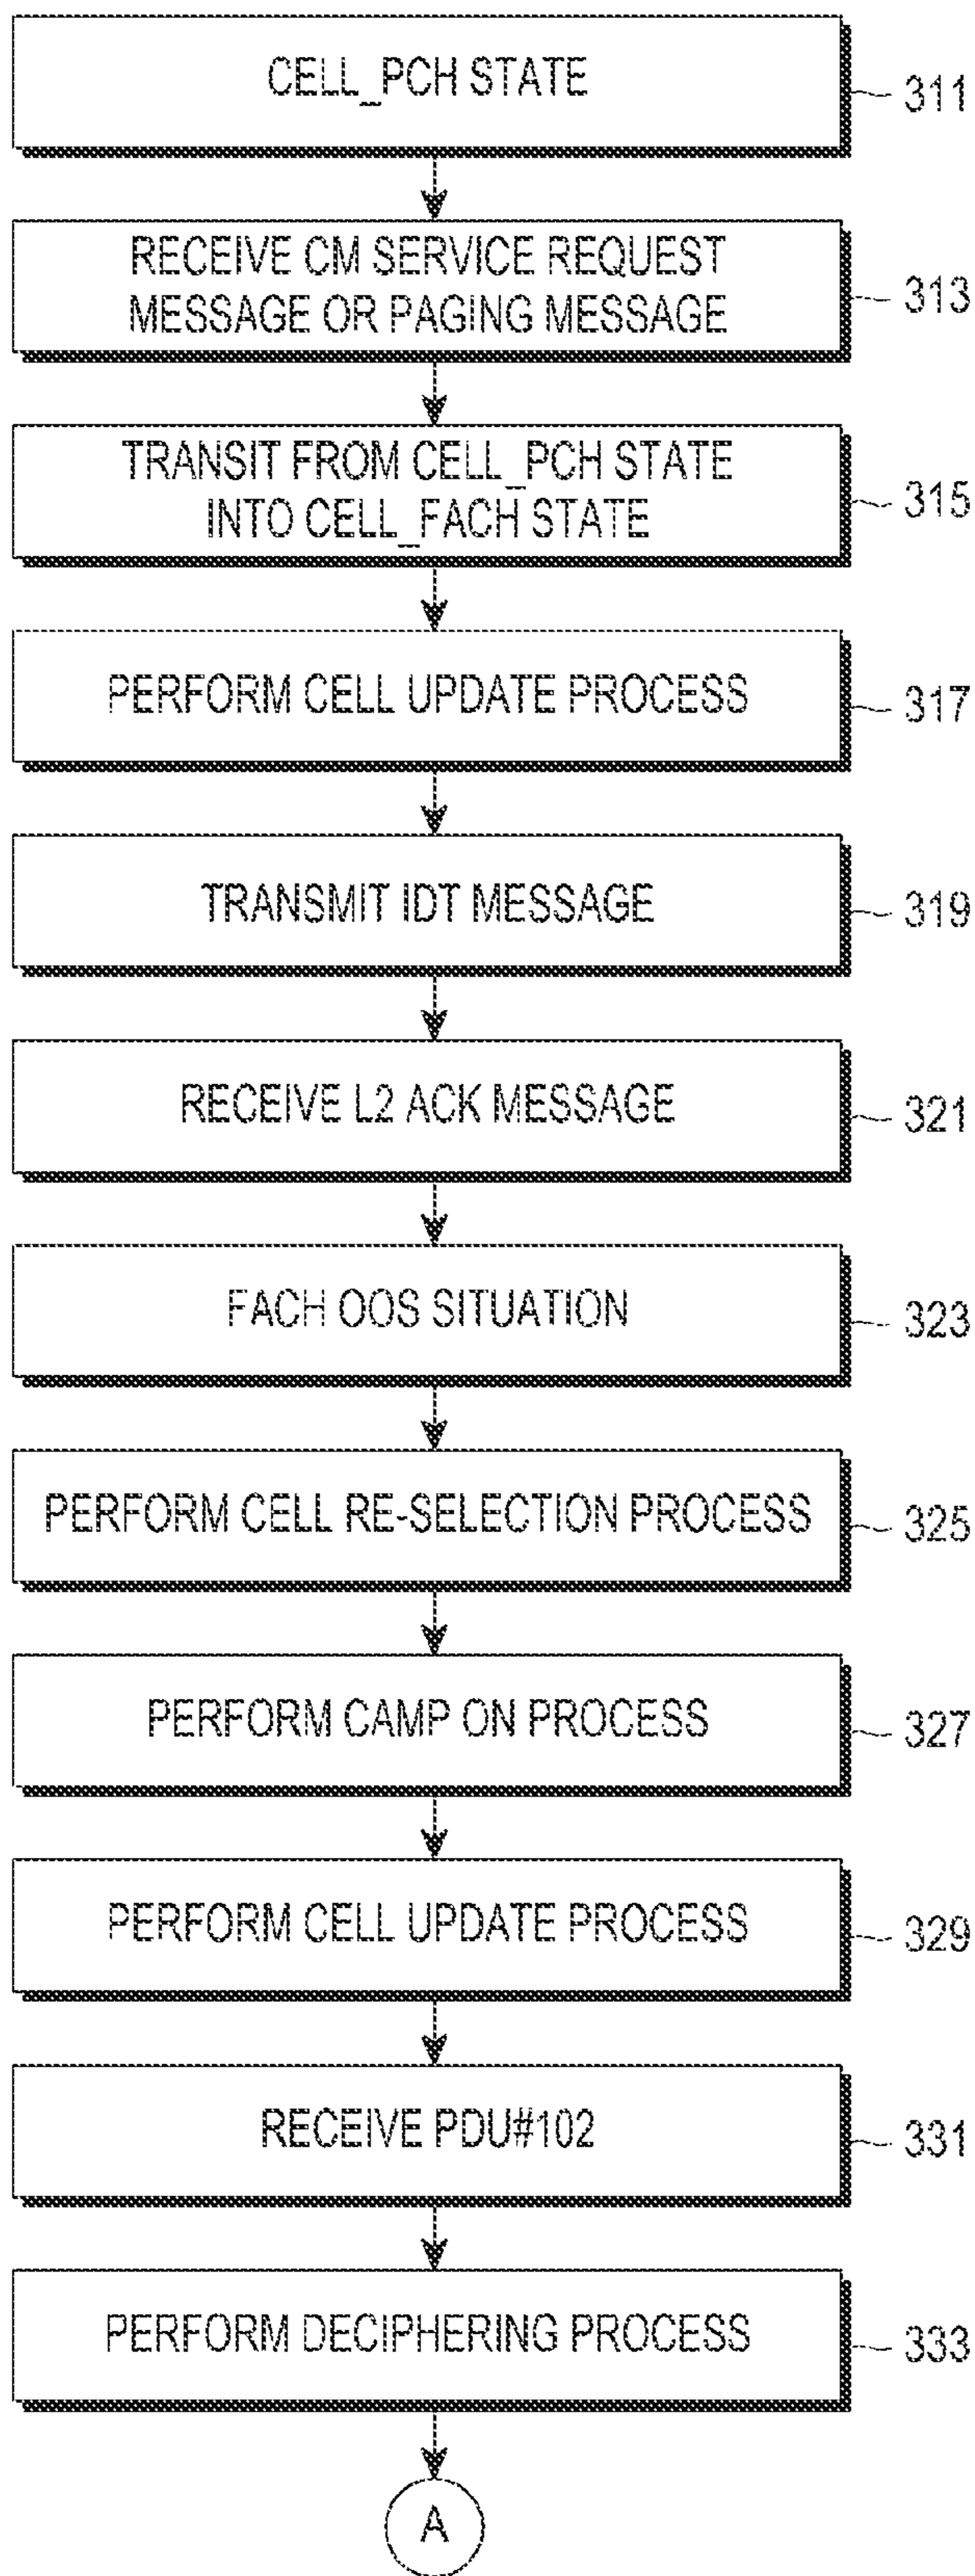 CELL_PCH STATE
311
RECEIVE CM SERVICE REQUEST
MESSAGE OR PAGING MESSAGE
313
TRANSIT FROM CELL_PCH STATE
INTO CELL_FACH STATE
315
PERFORM CELL UPDATE PROCESS
317
TRANSMIT IDT MESSAGE
319
RECEIVE L2 ACK MESSAGE
321
FACH OOS SITUATION
323
PERFORM CELL RE-SELECTION PROCESS
325
PERFORM CAMP ON PROCESS
327
PERFORM CELL UPDATE PROCESS
329
RECEIVE PDU#102
331
PERFORM DECIPHERING PROCESS
333
A